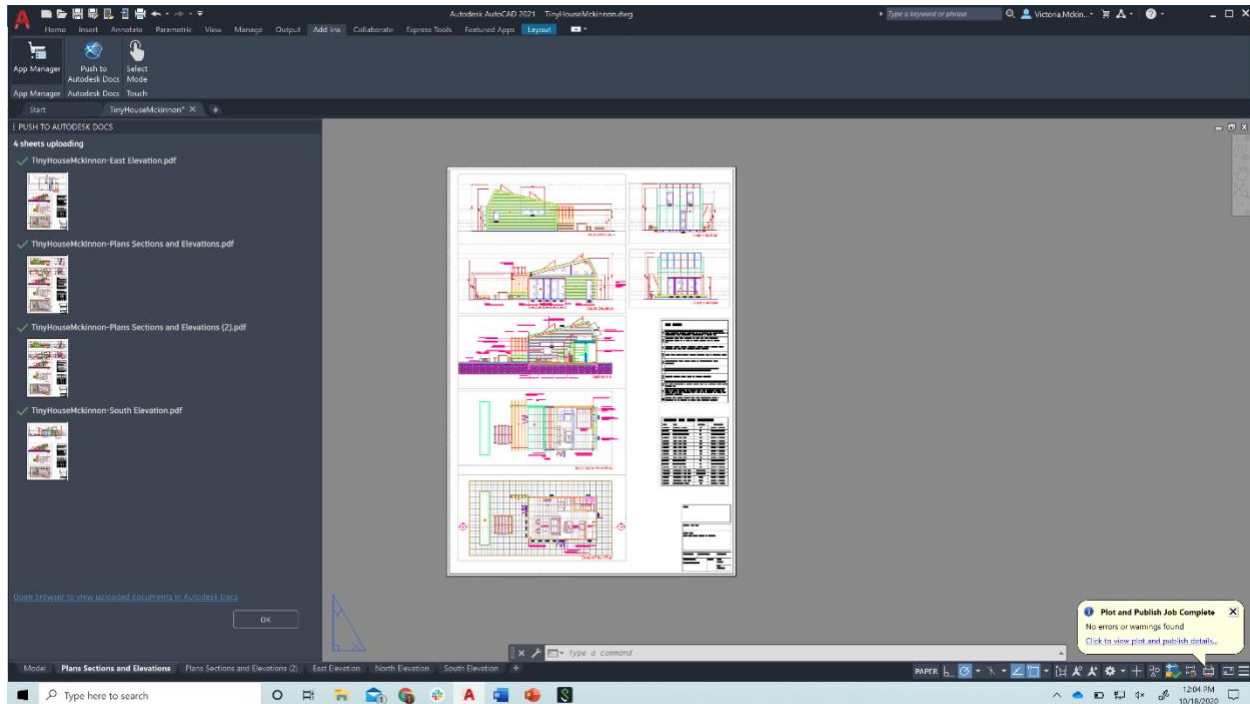 Autodesk AutoCAD 2021 TinyHouseMckinnon.dwg
Type a keyword or phrase
Victoria.Mckin...
Home Insert Annotate Parametric View Manage Output Add-ins Collaborate Express Tools Featured Apps Layout
App Manager
Push to
Autodesk Docs
Select
Mode
App Manager Autodesk Docs Touch
Start TinyHouseMckinnon*
PUSH TO AUTODESK DOCS
4 sheets uploading
TinyHouseMckinnon-East Elevation.pdf
TinyHouseMckinnon-Plans Sections and Elevations.pdf
TinyHouseMckinnon-Plans Sections and Elevations (2).pdf
TinyHouseMckinnon-South Elevation.pdf
Open browser to view uploaded documents in Autodesk Docs
OK
Plot and Publish Job Complete
No errors or warnings found
Click to view plot and publish details...
Type a command
Model Plans Sections and Elevations Plans Sections and Elevations (2) East Elevation North Elevation South Elevation +
PAPER
Type here to search
12:04 PM
10/16/2020